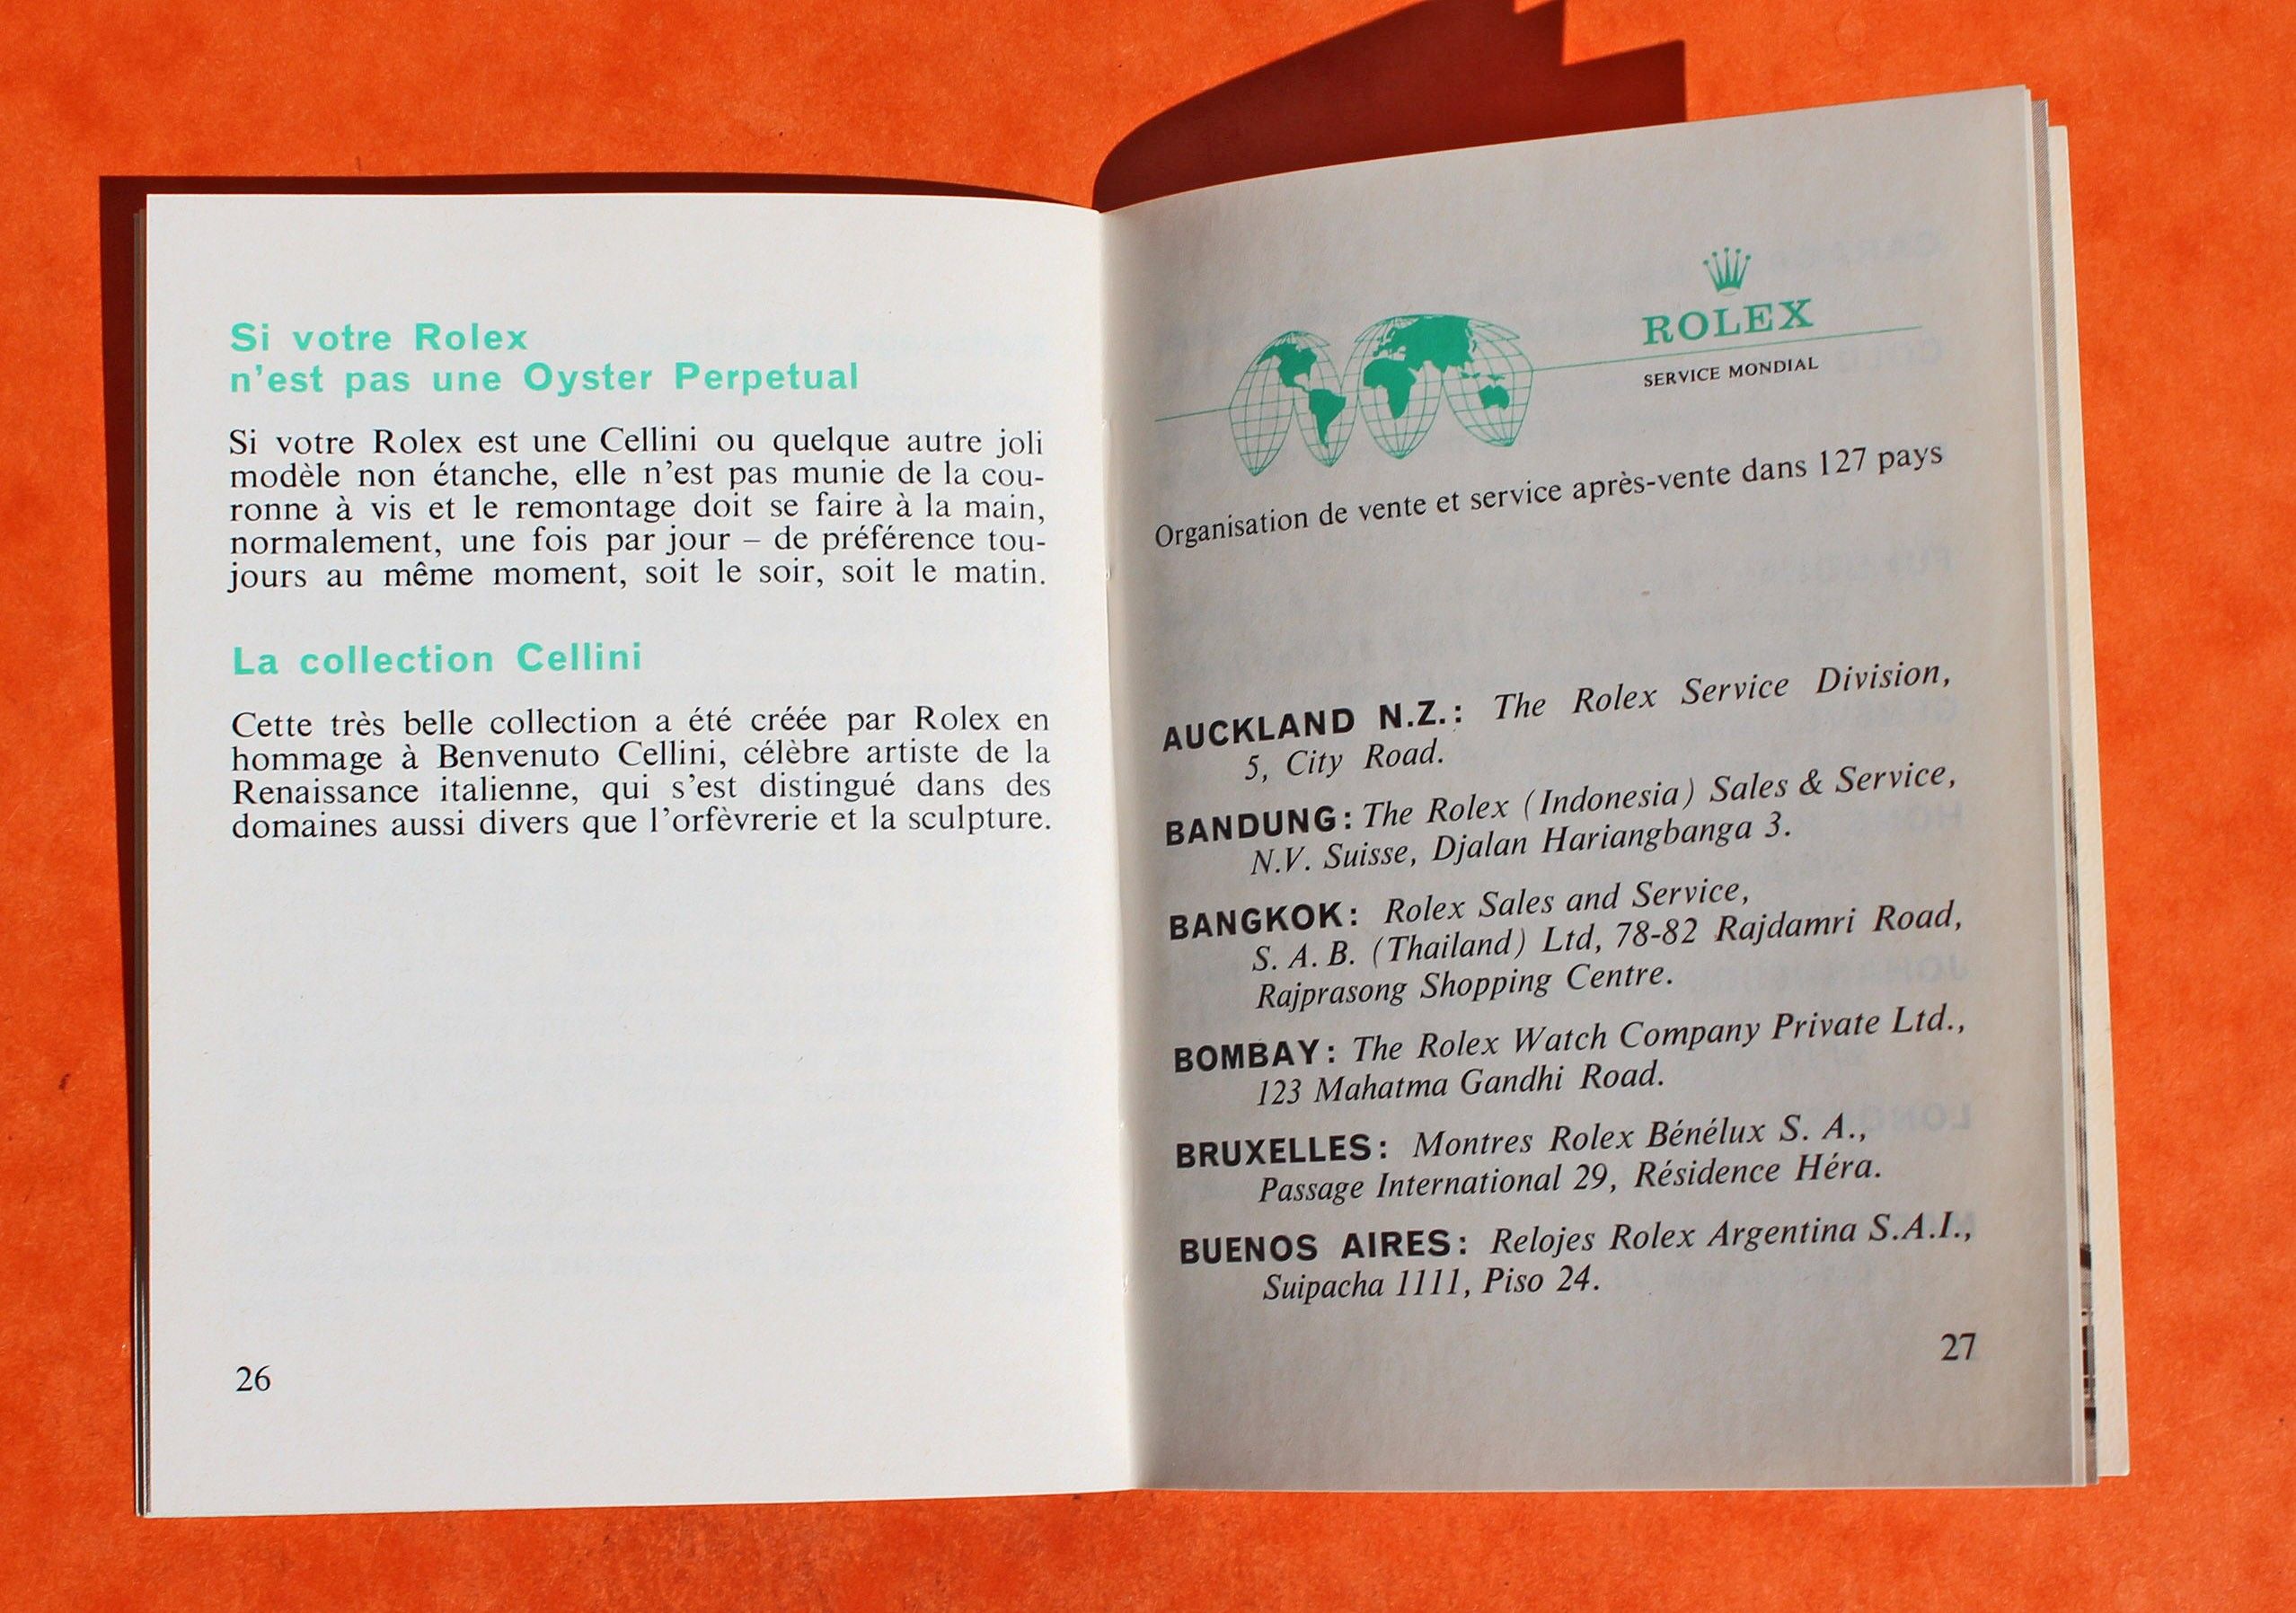 Si votre Rolex
n'est pas une Oyster Perpetual
Si votre Rolex est une Cellini ou quelque autre joli
modèle non étanche, elle n'est pas munie de la cou-
ronne à vis et le remontage doit se faire à la main,
normalement, une fois par jour – de préférence tou-
jours au même moment, soit le soir, soit le matin.
La collection Cellini
Cette très belle collection a été créée par Rolex en
hommage à Benvenuto Cellini, célèbre artiste de la
Renaissance italienne, qui s'est distingué dans des
domaines aussi divers que l'orfèvrerie et la sculpture.
26
ROLEX
SERVICE MONDIAL
Organisation de vente et service après-vente dans 127 pays
AUCKLAND N.Z.: The Rolex Service Division,
5, City Road.
BANDUNG: The Rolex (Indonesia) Sales & Service,
N.V. Suisse, Djalan Hariangbanga 3.
BANGKOK: Rolex Sales and Service,
S. A. B. (Thailand) Ltd, 78-82 Rajdamri Road,
Rajprasong Shopping Centre.
BOMBAY: The Rolex Watch Company Private Ltd.,
123 Mahatma Gandhi Road.
BRUXELLES: Montres Rolex Bénélux S. A.,
Passage International 29, Résidence Héra.
BUENOS AIRES: Relojes Rolex Argentina S.A.I.,
Suipacha 1111, Piso 24.
27